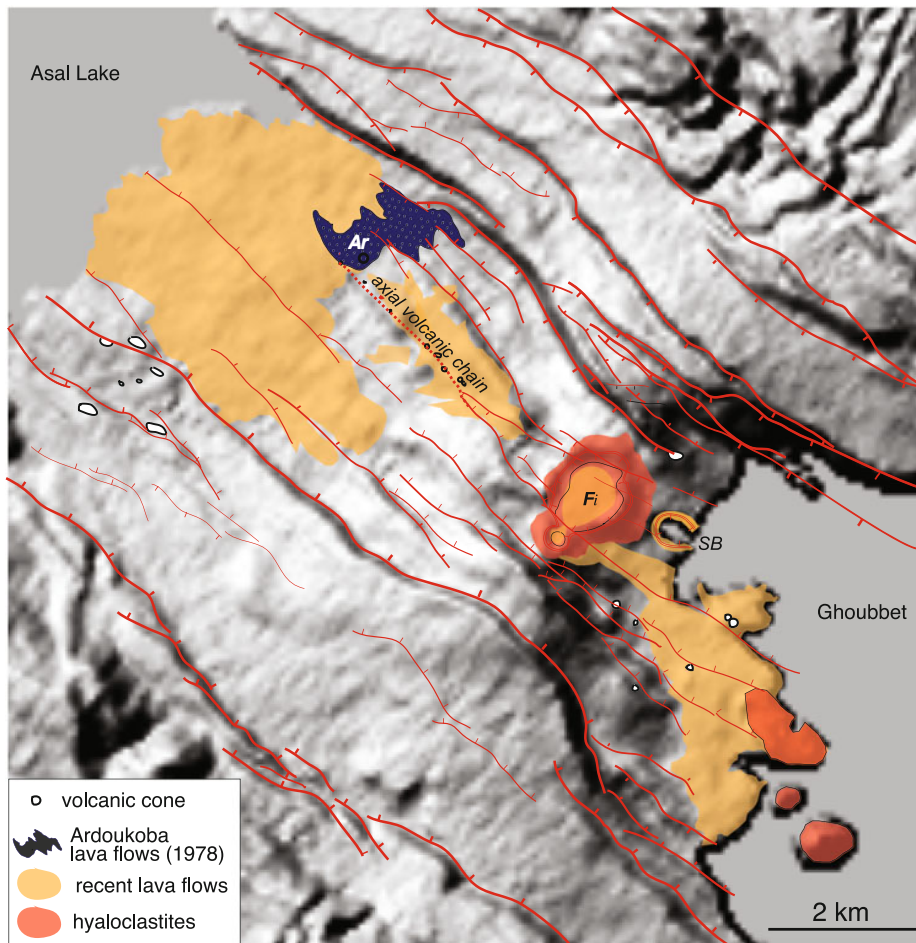 Asal Lake
Ar
axial volcanic chain
Fi
SB
Ghoubbet
volcanic cone
Ardoukoba
lava flows (1978)
recent lava flows
hyaloclastites
2 km